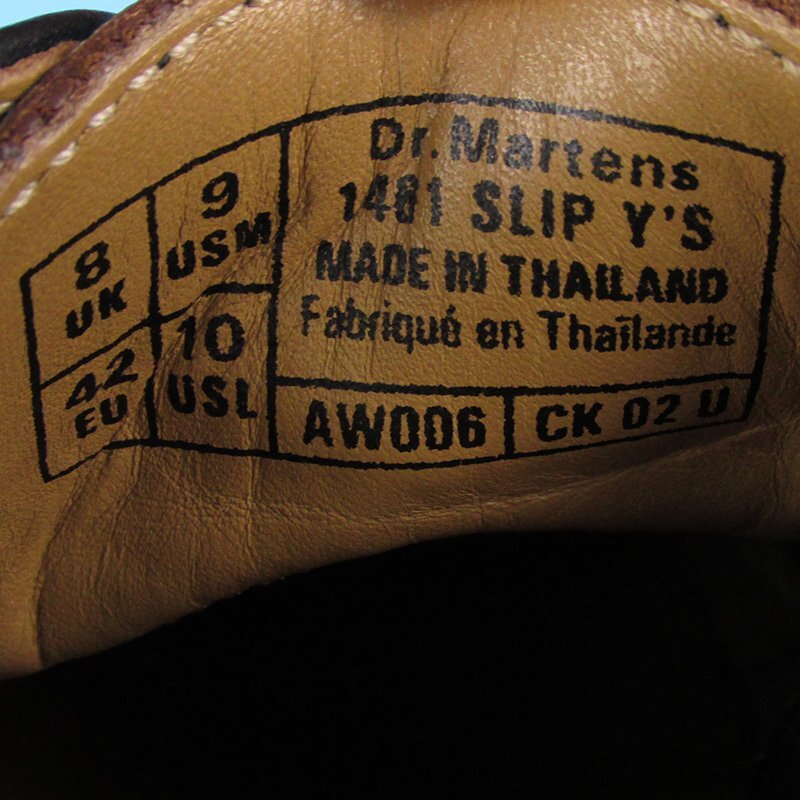 Dr. Martens
1461 SLIP Y'S
MADE IN THAILAND
Fabriqué en Thaïlande
8
UK
9
USM
42
EU
10
USL
AW006
CK 02 U